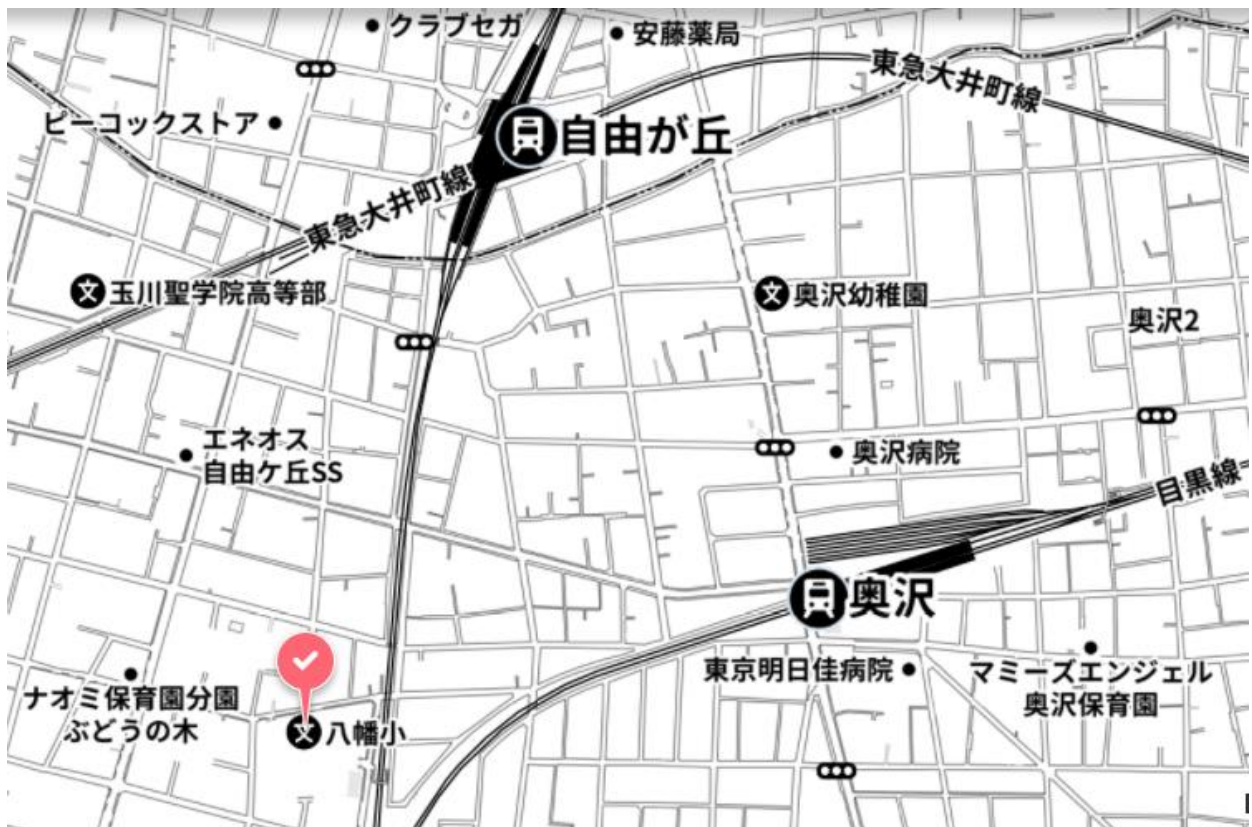 クラブセガ
安藤薬局
東急大井町線
ピーコックストア
自由が丘
東急大井町線
玉川聖学院高等部
文
文
奥沢幼稚園
奥沢2
エネオス
自由ケ丘SS
奥沢病院
目黒線
奥沢
ナオミ保育園分園
ぶどうの木
文
八幡小
東京明日佳病院
マミーズエンジェル
奥沢保育園